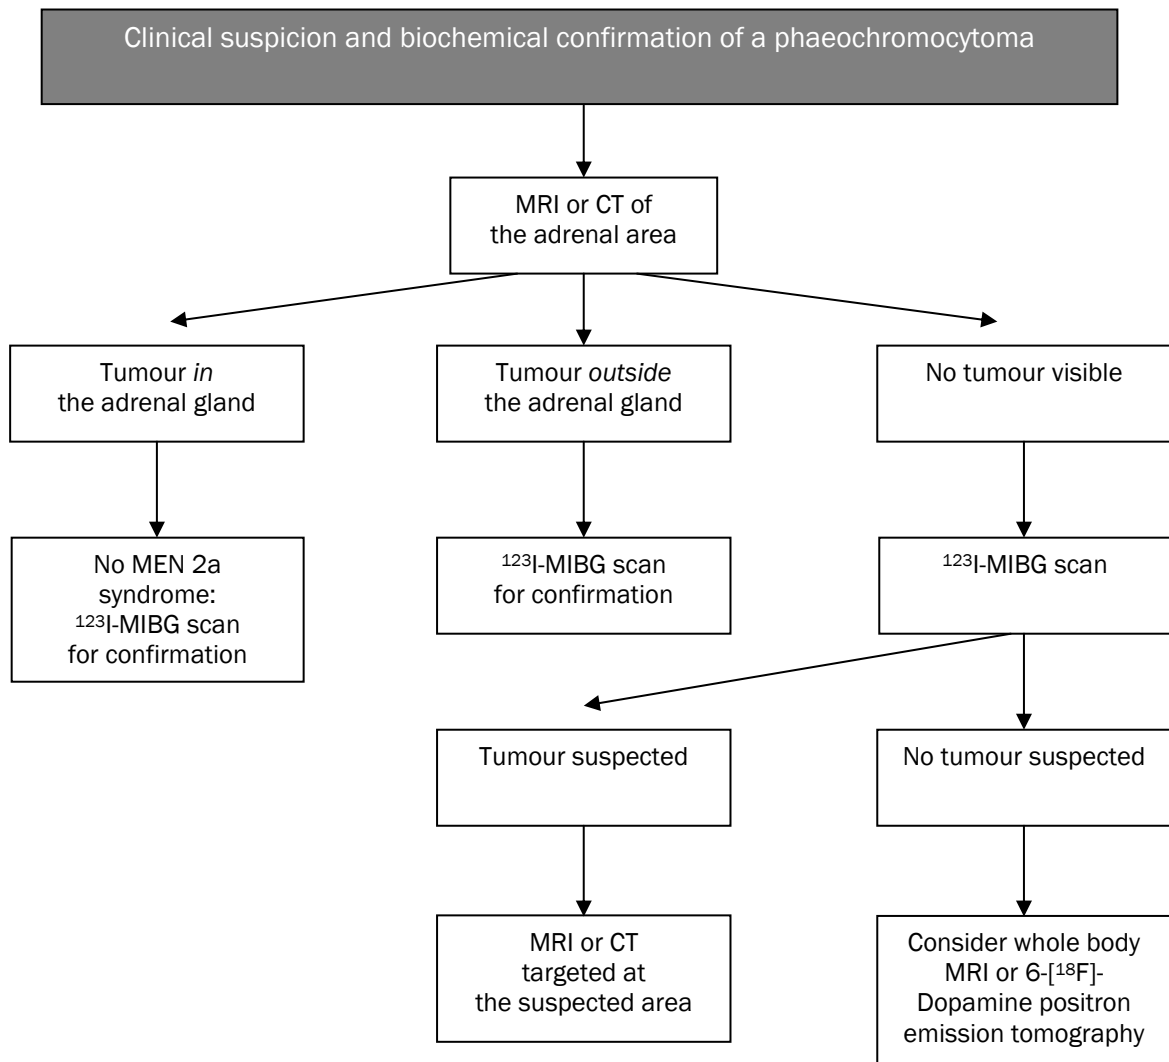 Clinical suspicion and biochemical confirmation of a phaeochromocytoma
MRI or CT of
the adrenal area
Tumour in
the adrenal gland
Tumour outside
the adrenal gland
No tumour visible
No MEN 2a
syndrome:
¹²³I-MIBG scan
for confirmation
¹²³I-MIBG scan
for confirmation
¹²³I-MIBG scan
Tumour suspected
No tumour suspected
MRI or CT
targeted at
the suspected area
Consider whole body
MRI or 6-[¹⁸F]-
Dopamine positron
emission tomography